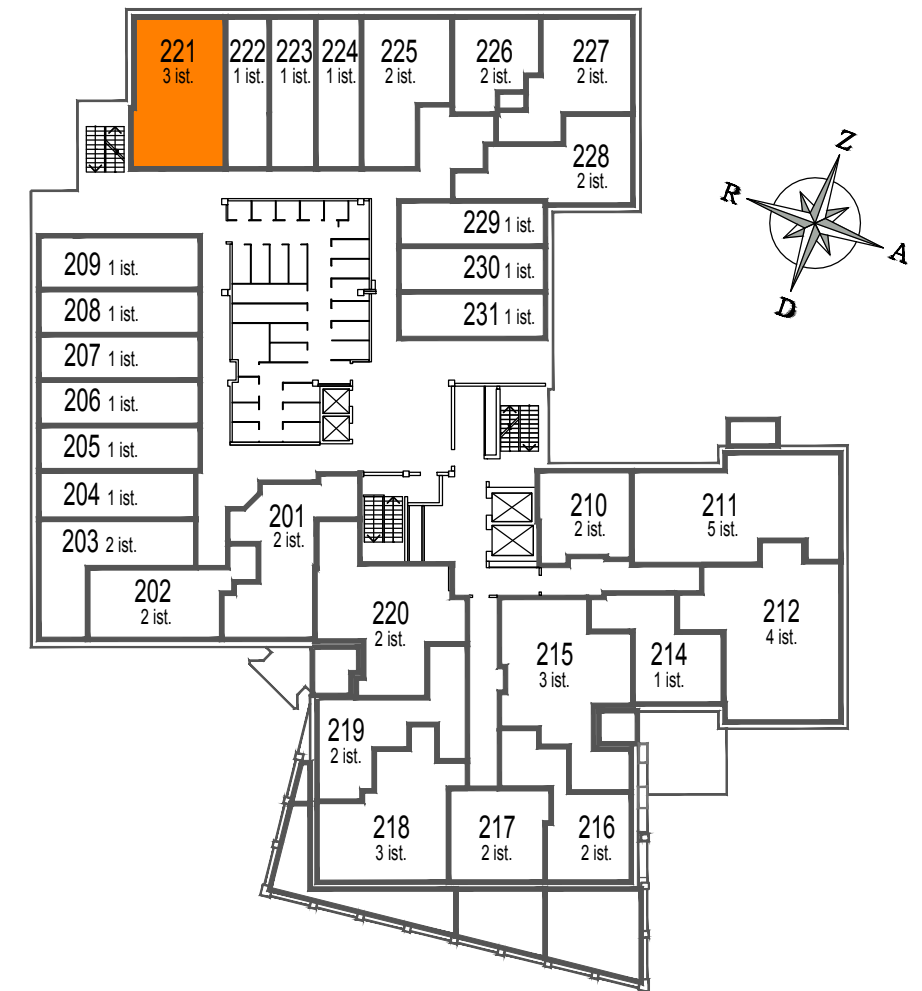 221
3 ist.
222
1 ist.
223
1 ist.
224
1 ist.
225
2 ist.
226
2 ist.
227
2 ist.
228
2 ist.
Z
R
A
D
229 1 ist.
230 1 ist.
231 1 ist.
209 1 ist.
208 1 ist.
207 1 ist.
206 1 ist.
205 1 ist.
204 1 ist.
203 2 ist.
202
2 ist.
201
2 ist.
210
2 ist.
211
5 ist.
212
4 ist.
220
2 ist.
215
3 ist.
214
1 ist.
219
2 ist.
218
3 ist.
217
2 ist.
216
2 ist.